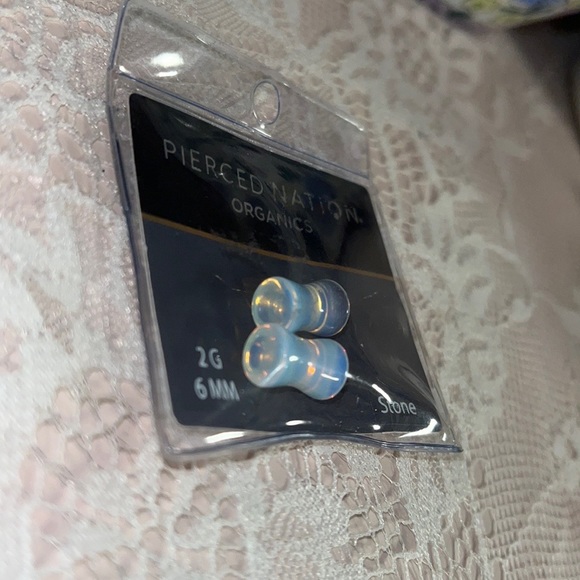 PIERCED NATION
ORGANICS
2G
6MM
Stone